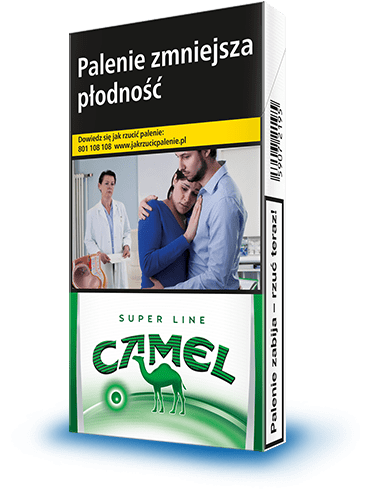 Palenie zmniejsza
płodność
Dowiedz się jak rzucić palenie:
801 108 108 www.jakrzucicpalenie.pl
SUPER LINE
CAMEL
Palenie zabija – rzuć teraz!